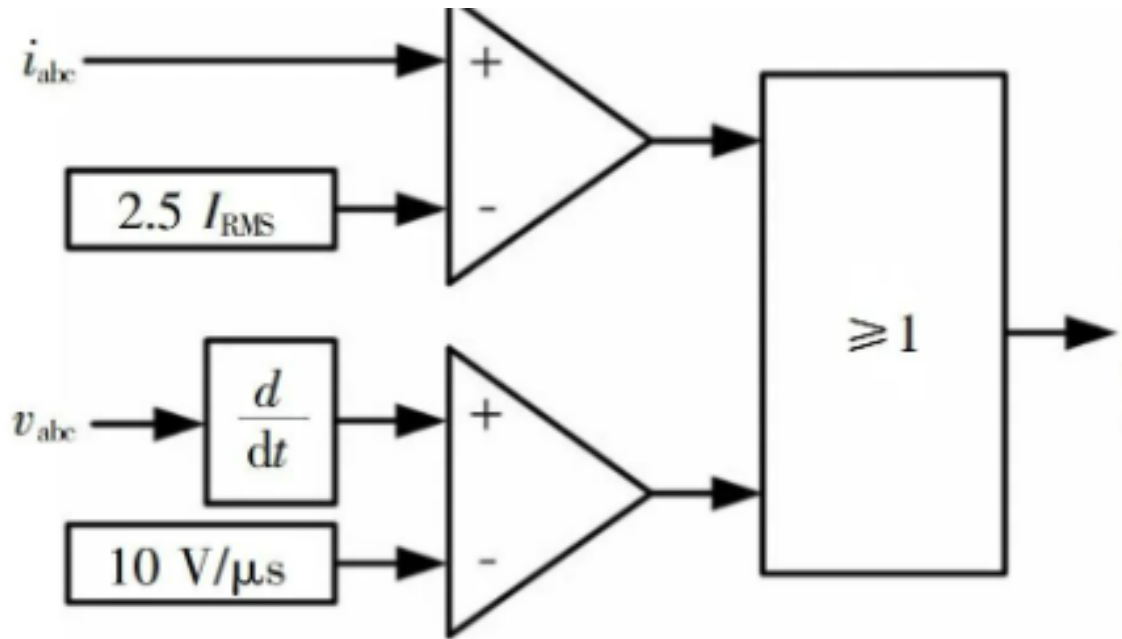 i_abc
+
2.5 I_RMS
-
≥1
v_abc
d
dt
+
10 V/μs
-